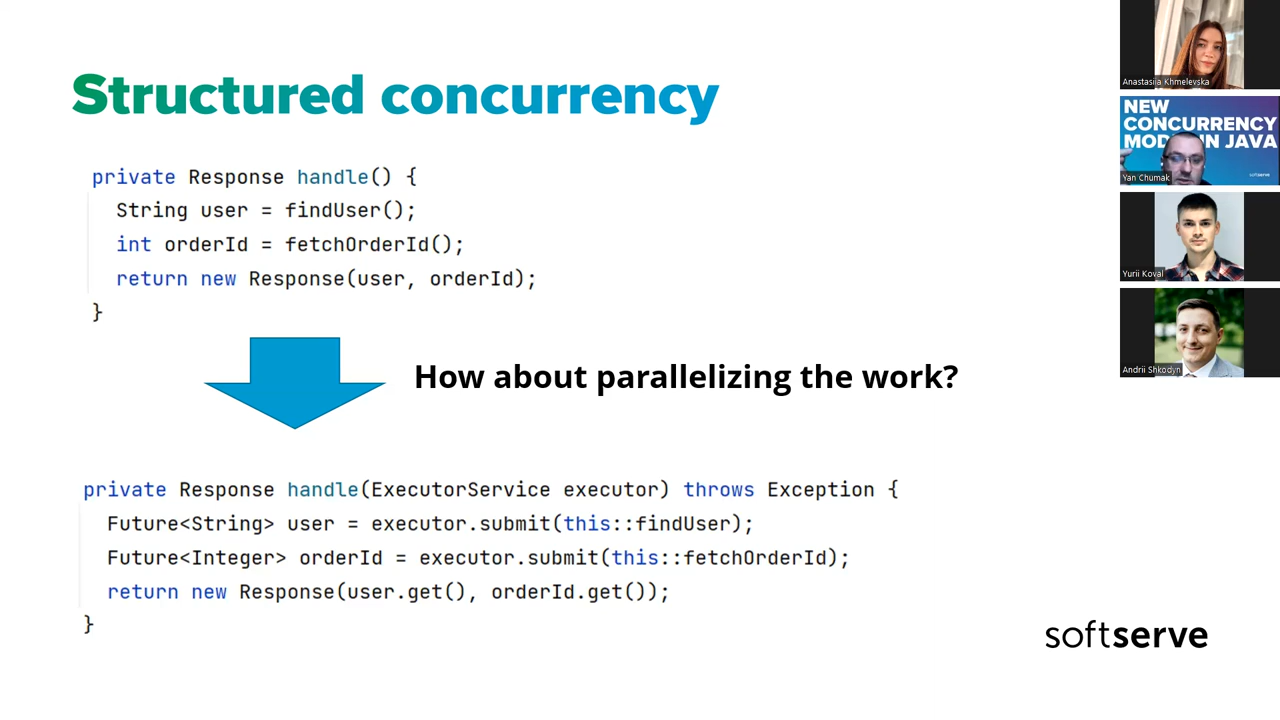 Structured concurrency
private Response handle() {
String user = findUser();
int orderId = fetchOrderId();
return new Response(user, orderId);
}
How about parallelizing the work?
private Response handle(ExecutorService executor) throws Exception {
Future<String> user = executor.submit(this::findUser);
Future<Integer> orderId = executor.submit(this::fetchOrderId);
return new Response(user.get(), orderId.get());
}
softserve
Anastasiia Khmelevska
NEW
CONCURRENCY
IN JAVA
softserve
Yan Chumak
Yurii Koval
Andrii Shkodyn